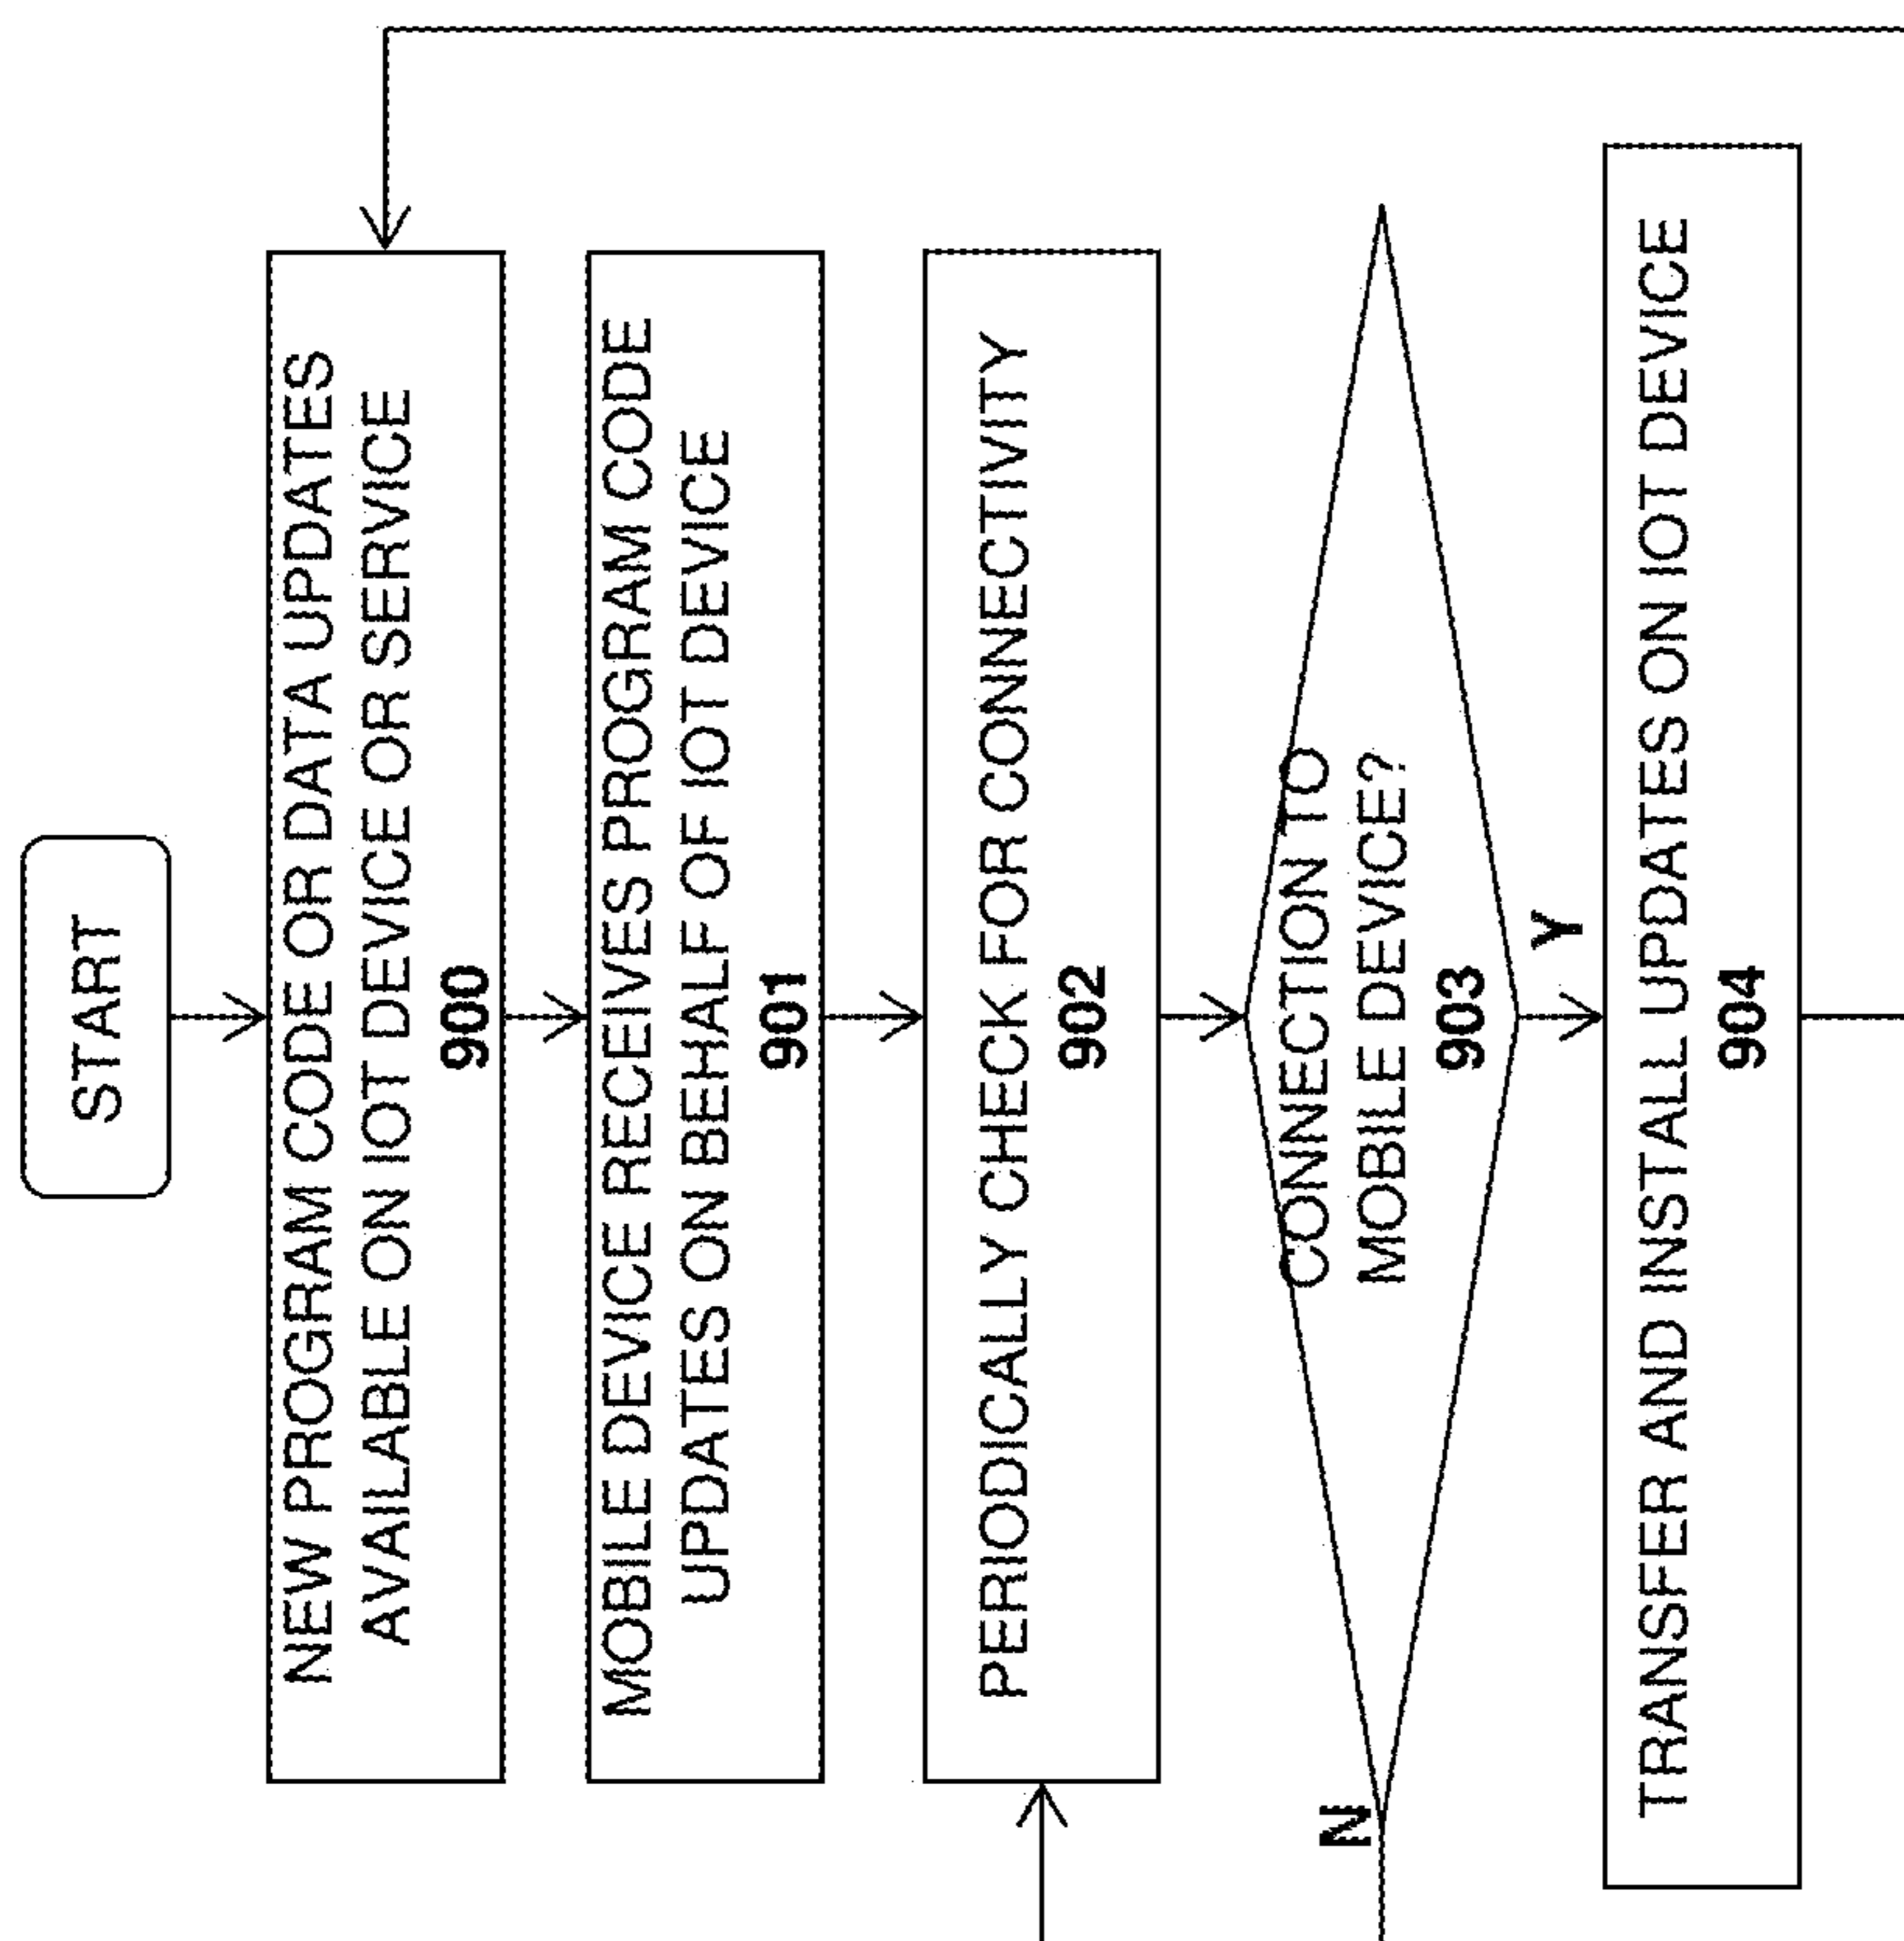 START
NEW PROGRAM CODE OR DATA UPDATES
AVAILABLE ON IOT DEVICE OR SERVICE
900
MOBILE DEVICE RECEIVES PROGRAM CODE
UPDATES ON BEHALF OF IOT DEVICE
901
PERIODICALLY CHECK FOR CONNECTIVITY
902
CONNECTION TO
MOBILE DEVICE?
903
N
Y
TRANSFER AND INSTALL UPDATES ON IOT DEVICE
904